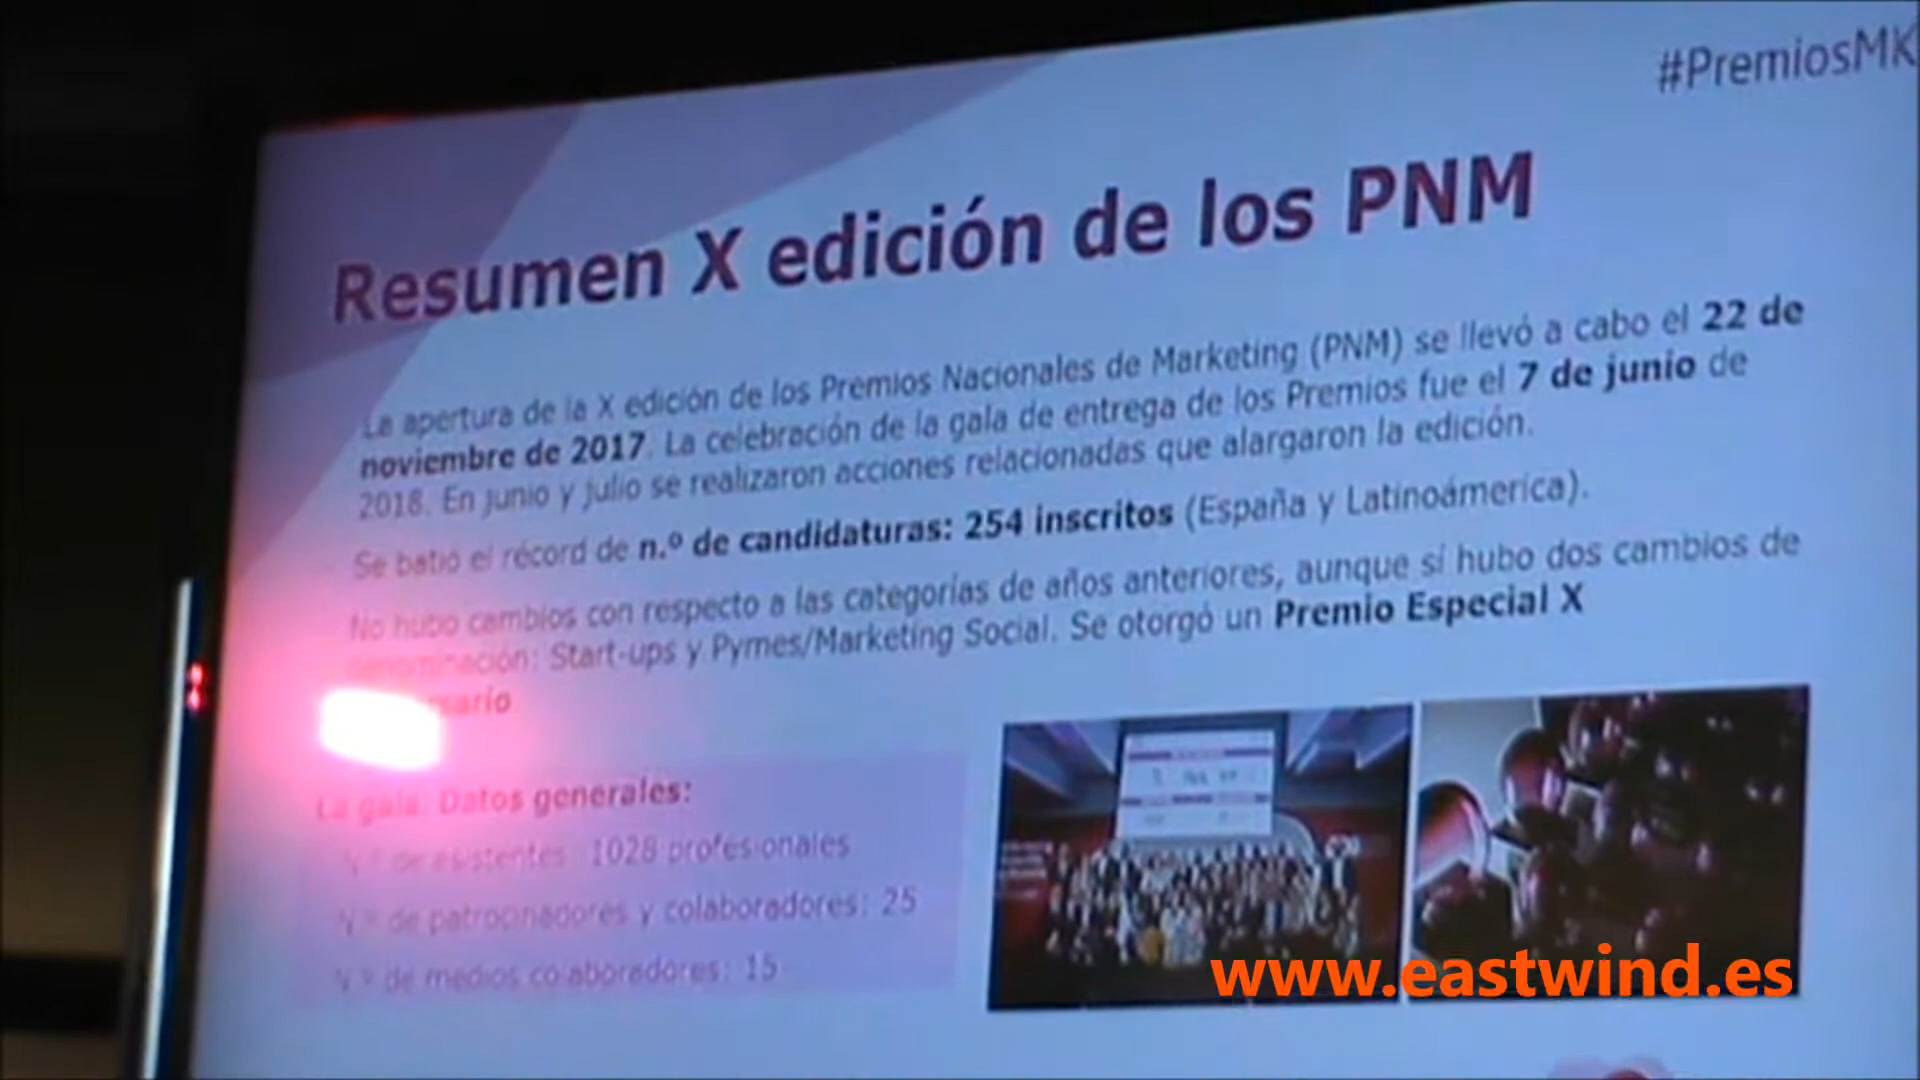 #PremiosMK
Resumen X edición de los PNM
La apertura de la X edición de los Premios Nacionales de Marketing (PNM) se llevó a cabo el 22 de
noviembre de 2017. La celebración de la gala de entrega de los Premios fue el 7 de junio de
2018. En junio y julio se realizaron acciones relacionadas que alargaron la edición.
Se batió el récord de n.º de candidaturas: 254 inscritos (España y Latinoámerica).
No hubo cambios con respecto a las categorías de años anteriores, aunque sí hubo dos cambios de
denominación: Start-ups y Pymes/Marketing Social. Se otorgó un Premio Especial X
La gala: Datos generales:
N.º de asistentes: 1028 profesionales
N.º de patrocinadores y colaboradores: 25
N.º de medios colaboradores: 15
www.eastwind.es